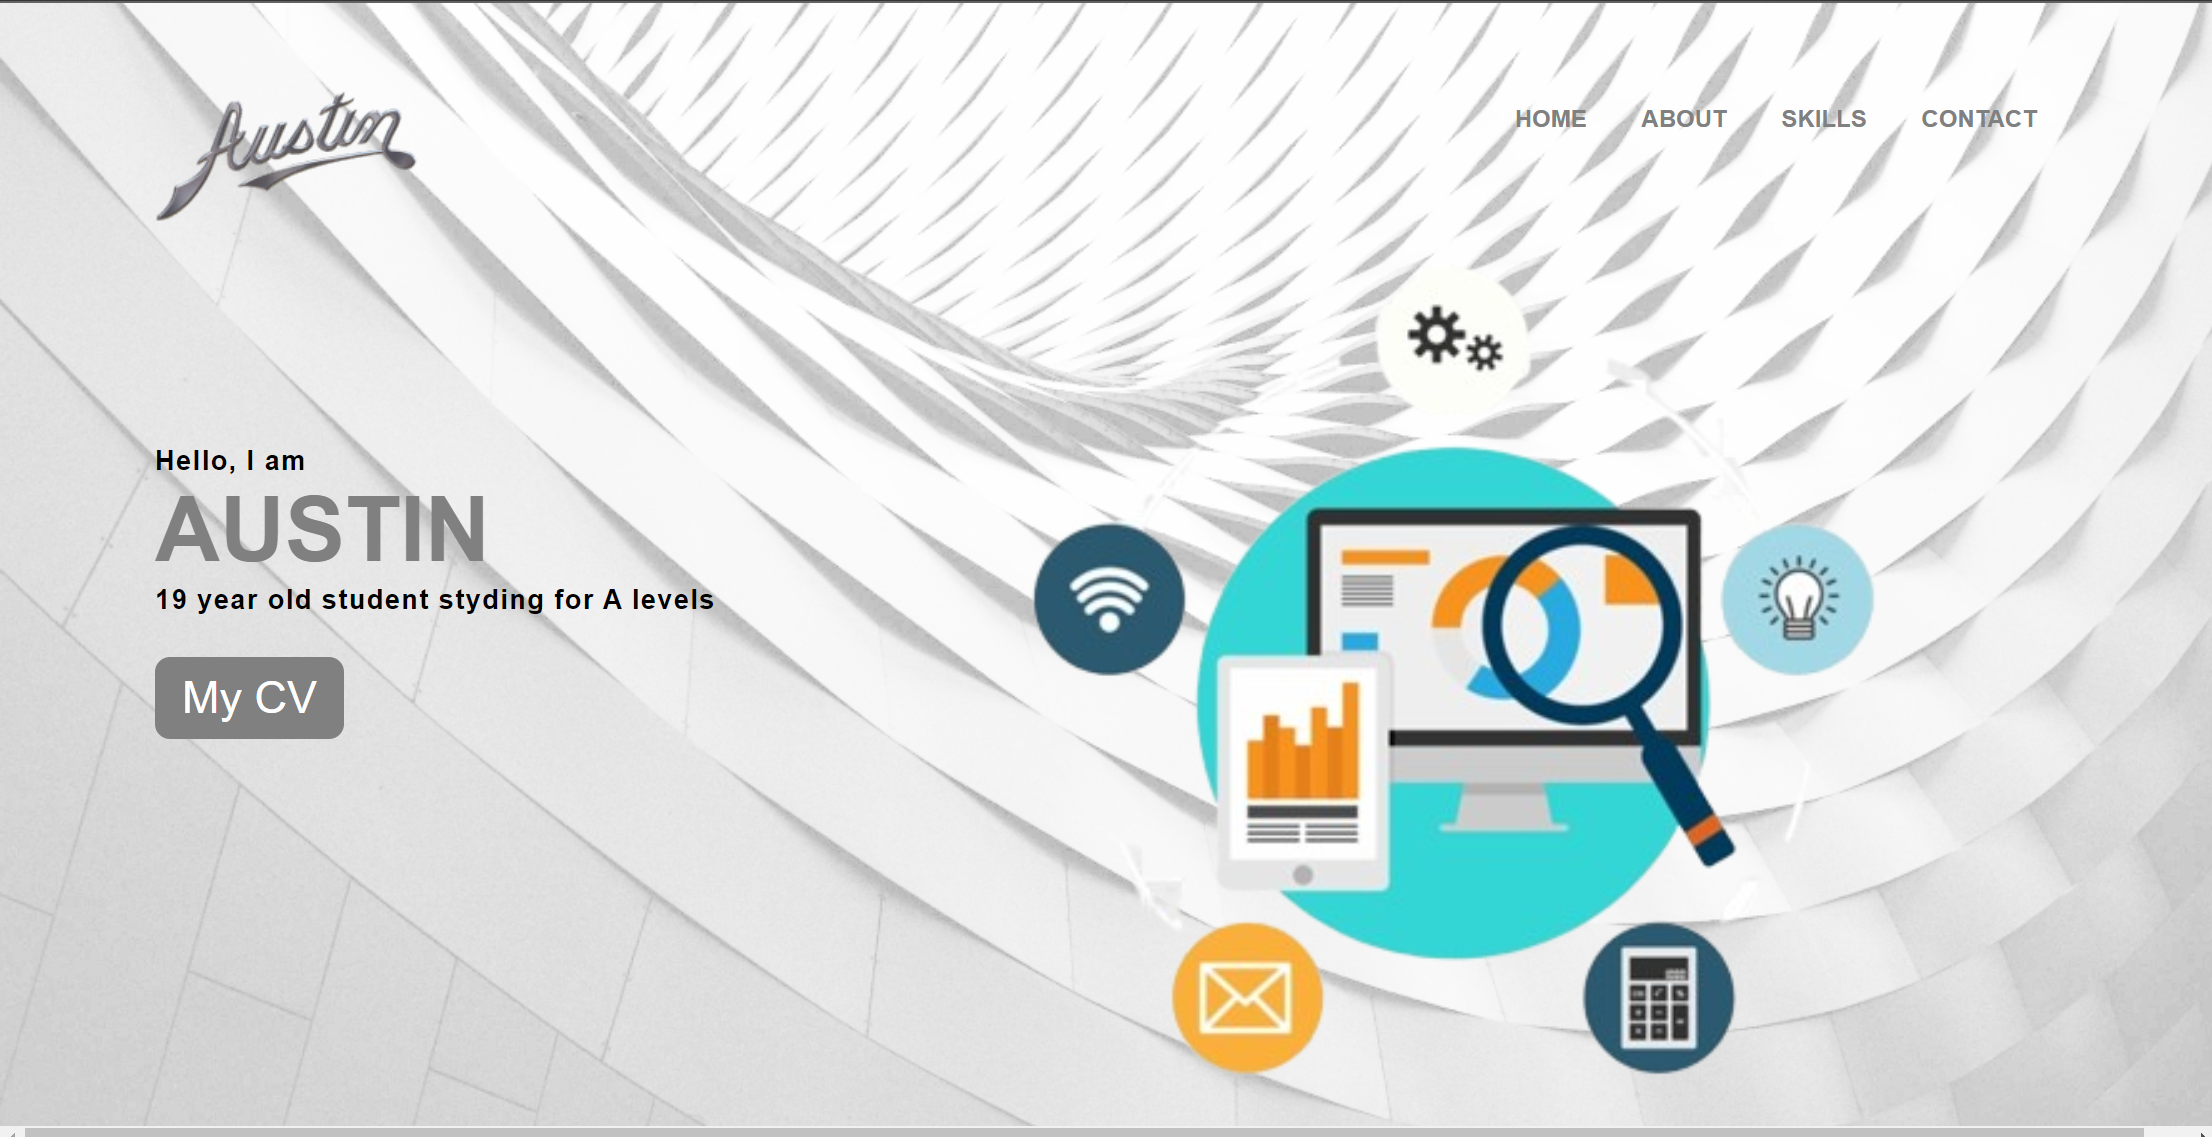 Austin
HOME ABOUT SKILLS CONTACT
Hello, I am
AUSTIN
19 year old student styding for A levels
My CV